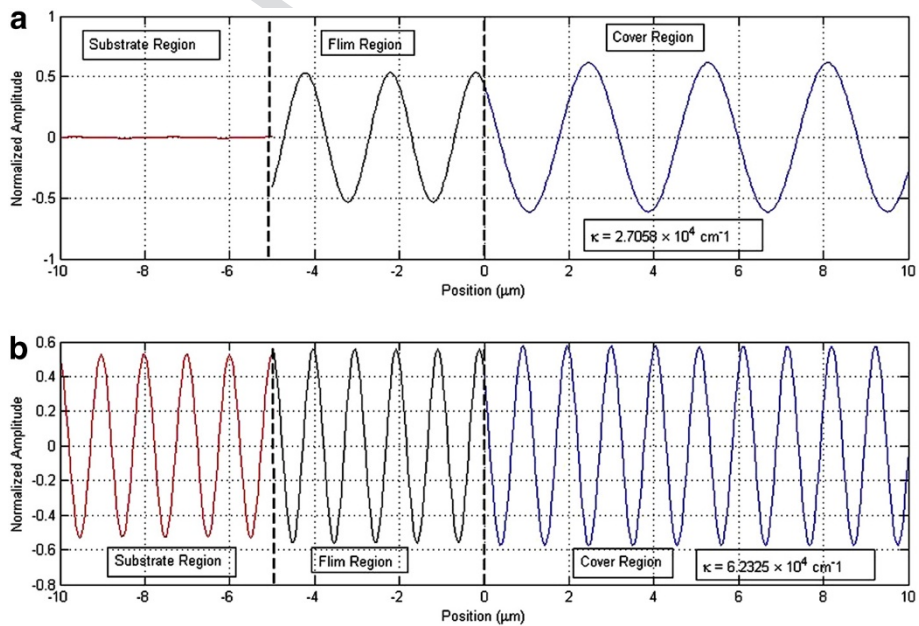 a
1
0.5
0
-0.5
-1
Normalized Amplitude
Substrate Region
Flim Region
Cover Region
κ = 2.7058 × 10⁴ cm⁻¹
-10 -8 -6 -4 -2 0 2 4 6 8 10
Position (μm)
b
0.6
0.4
0.2
0
-0.2
-0.4
-0.6
-0.8
Normalized Amplitude
Substrate Region
Flim Region
Cover Region
κ = 6.2325 × 10⁴ cm⁻¹
-10 -8 -6 -4 -2 0 2 4 6 8 10
Position (μm)